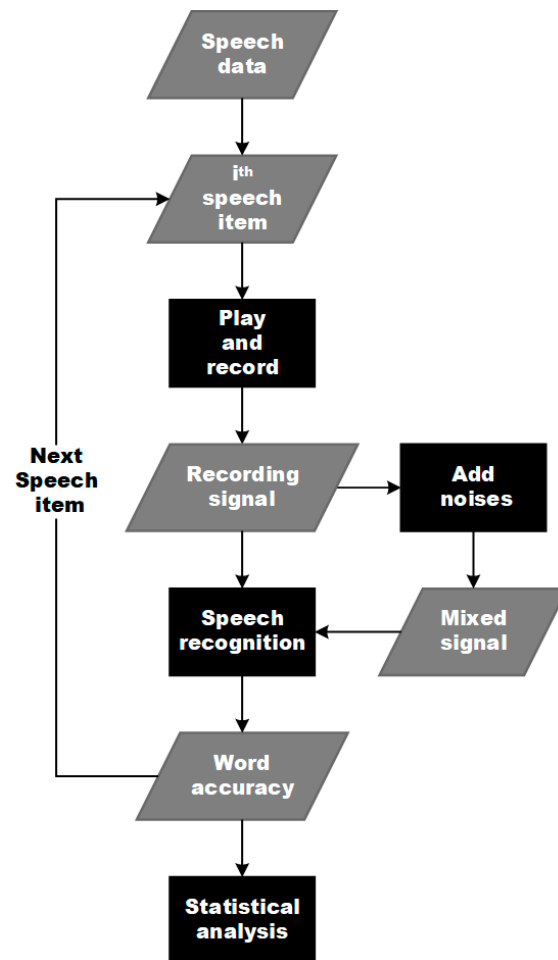 Speech
data
iᵗʰ
speech
item
Play
and
record
Next
Speech
item
Recording
signal
Add
noises
Speech
recognition
Mixed
signal
Word
accuracy
Statistical
analysis